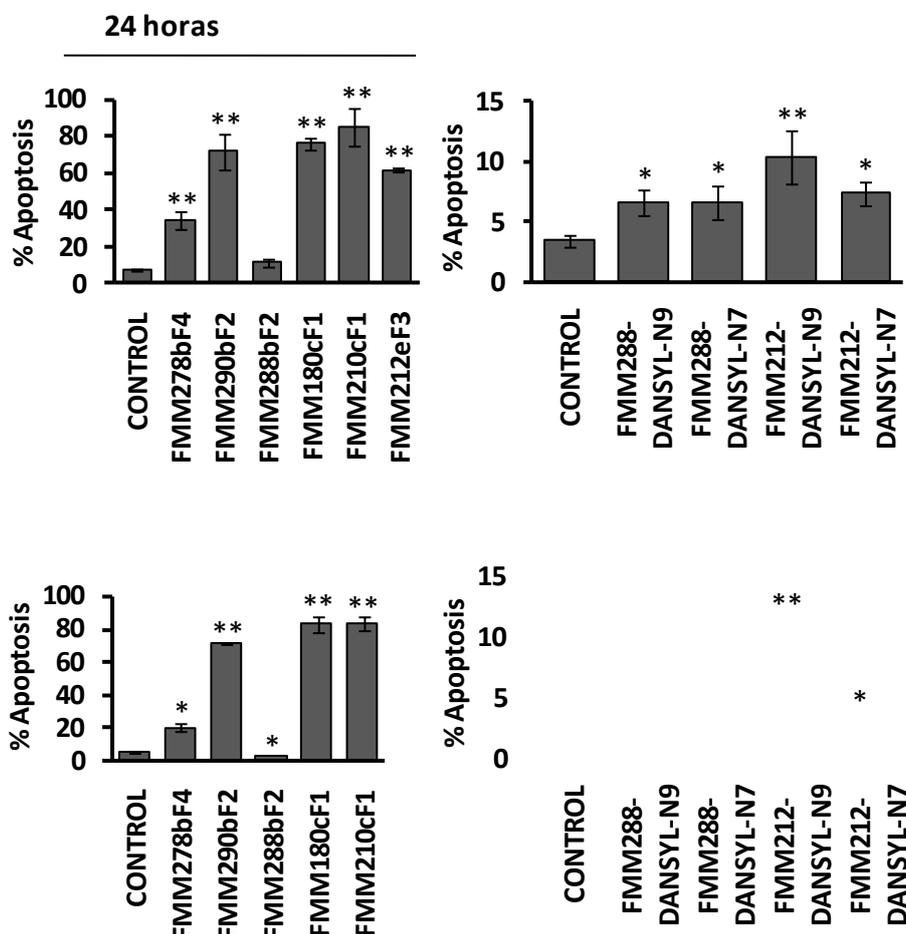 24 horas
% Apoptosis
100
80
60
40
20
0
**
**
**
**
**
CONTROL
FMM278bF4
FMM290bF2
FMM288bF2
FMM180cF1
FMM210cF1
FMM212eF3
% Apoptosis
15
10
5
0
*
*
**
*
CONTROL
FMM288-
DANSYL-N9
FMM288-
DANSYL-N7
FMM212-
DANSYL-N9
FMM212-
DANSYL-N7
% Apoptosis
100
80
60
40
20
0
*
**
*
**
**
CONTROL
FMM278bF4
FMM290bF2
FMM288bF2
FMM180cF1
FMM210cF1
% Apoptosis
15
10
5
0
**
*
CONTROL
FMM288-
DANSYL-N9
FMM288-
DANSYL-N7
FMM212-
DANSYL-N9
FMM212-
DANSYL-N7